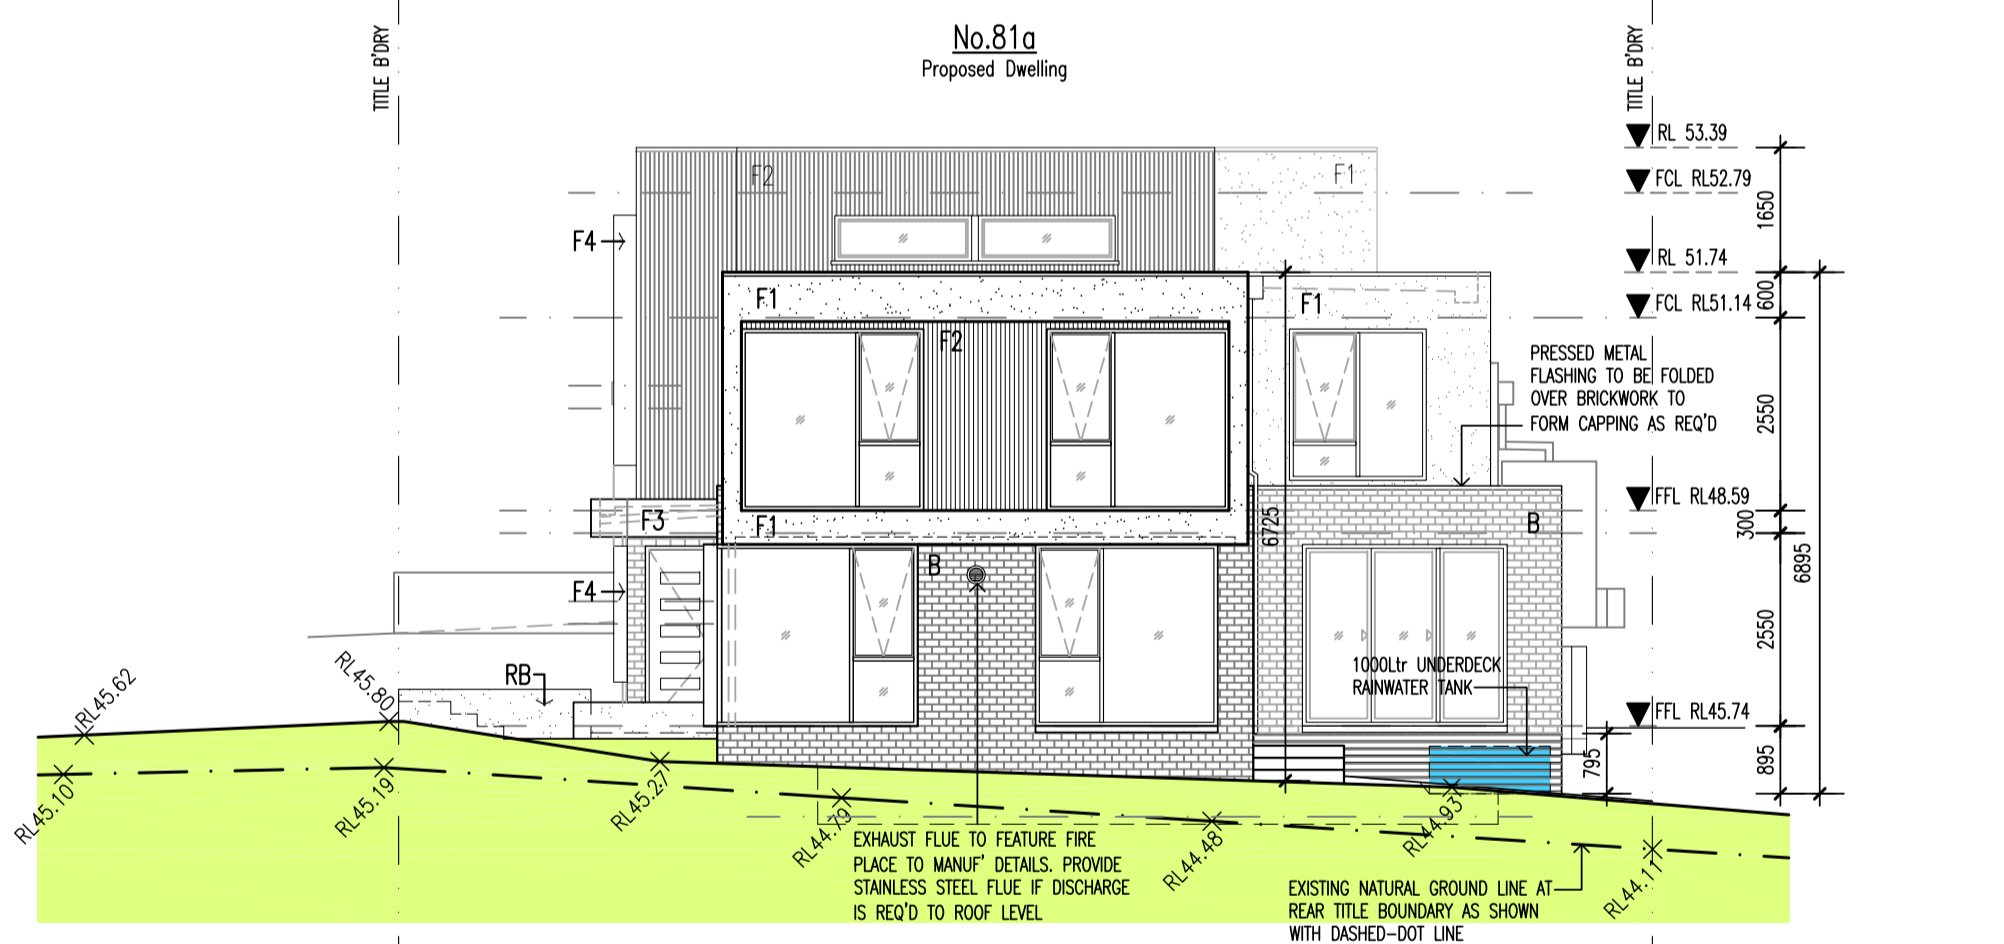 No.81a
Proposed Dwelling
TITLE B'DRY
TITLE B'DRY
RL 53.39
FCL RL52.79
RL 51.74
FCL RL51.14
FFL RL48.59
FFL RL45.74
1650
600
2550
300
2550
895
6895
795
6725
F2
F1
F4
F1
F2
F1
F1
F3
B
B
F4
RB
PRESSED METAL
FLASHING TO BE FOLDED
OVER BRICKWORK TO
FORM CAPPING AS REQ'D
1000Ltr UNDERDECK
RAINWATER TANK
RL45.62
RL45.80
RL45.10
RL45.19
RL45.27
RL44.79
RL44.48
RL44.93
RL44.11
EXHAUST FLUE TO FEATURE FIRE
PLACE TO MANUF' DETAILS. PROVIDE
STAINLESS STEEL FLUE IF DISCHARGE
IS REQ'D TO ROOF LEVEL
EXISTING NATURAL GROUND LINE AT
REAR TITLE BOUNDARY AS SHOWN
WITH DASHED-DOT LINE